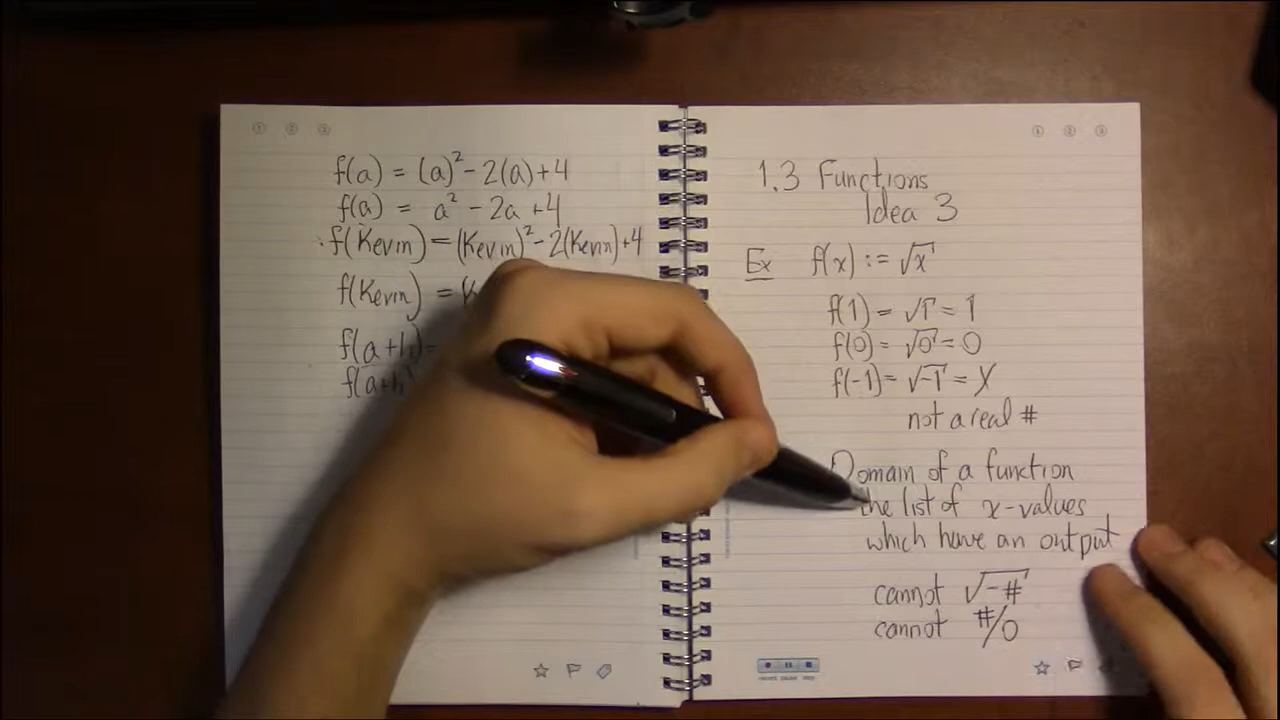 f(a) = (a)² - 2(a) + 4
f(a) = a² - 2a + 4
f(Kevin) = (Kevin)² - 2(Kevin) + 4
f(Kevin) =
f(a+h) =
f(a+h)
1.3 Functions
Idea 3
Ex f(x) := √x
f(1) = √1 = 1
f(0) = √0 = 0
f(-1) = √-1 =
not a real #
Domain of a function
the list of x-values
which have an output
cannot √-#
cannot #/0